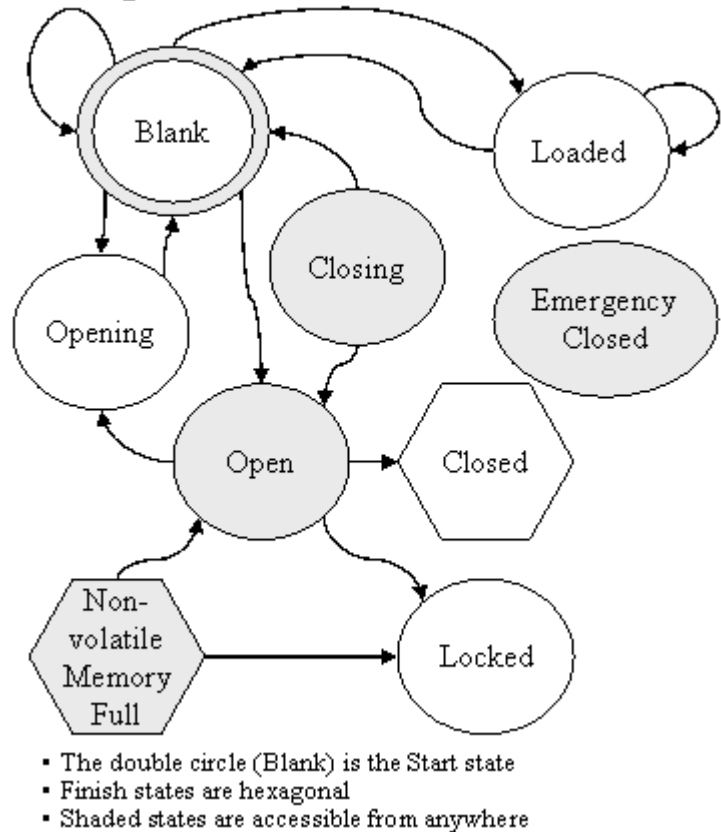 Blank
Loaded
Closing
Emergency
Closed
Opening
Open
Closed
Non-
volatile
Memory
Full
Locked
▪ The double circle (Blank) is the Start state
▪ Finish states are hexagonal
▪ Shaded states are accessible from anywhere